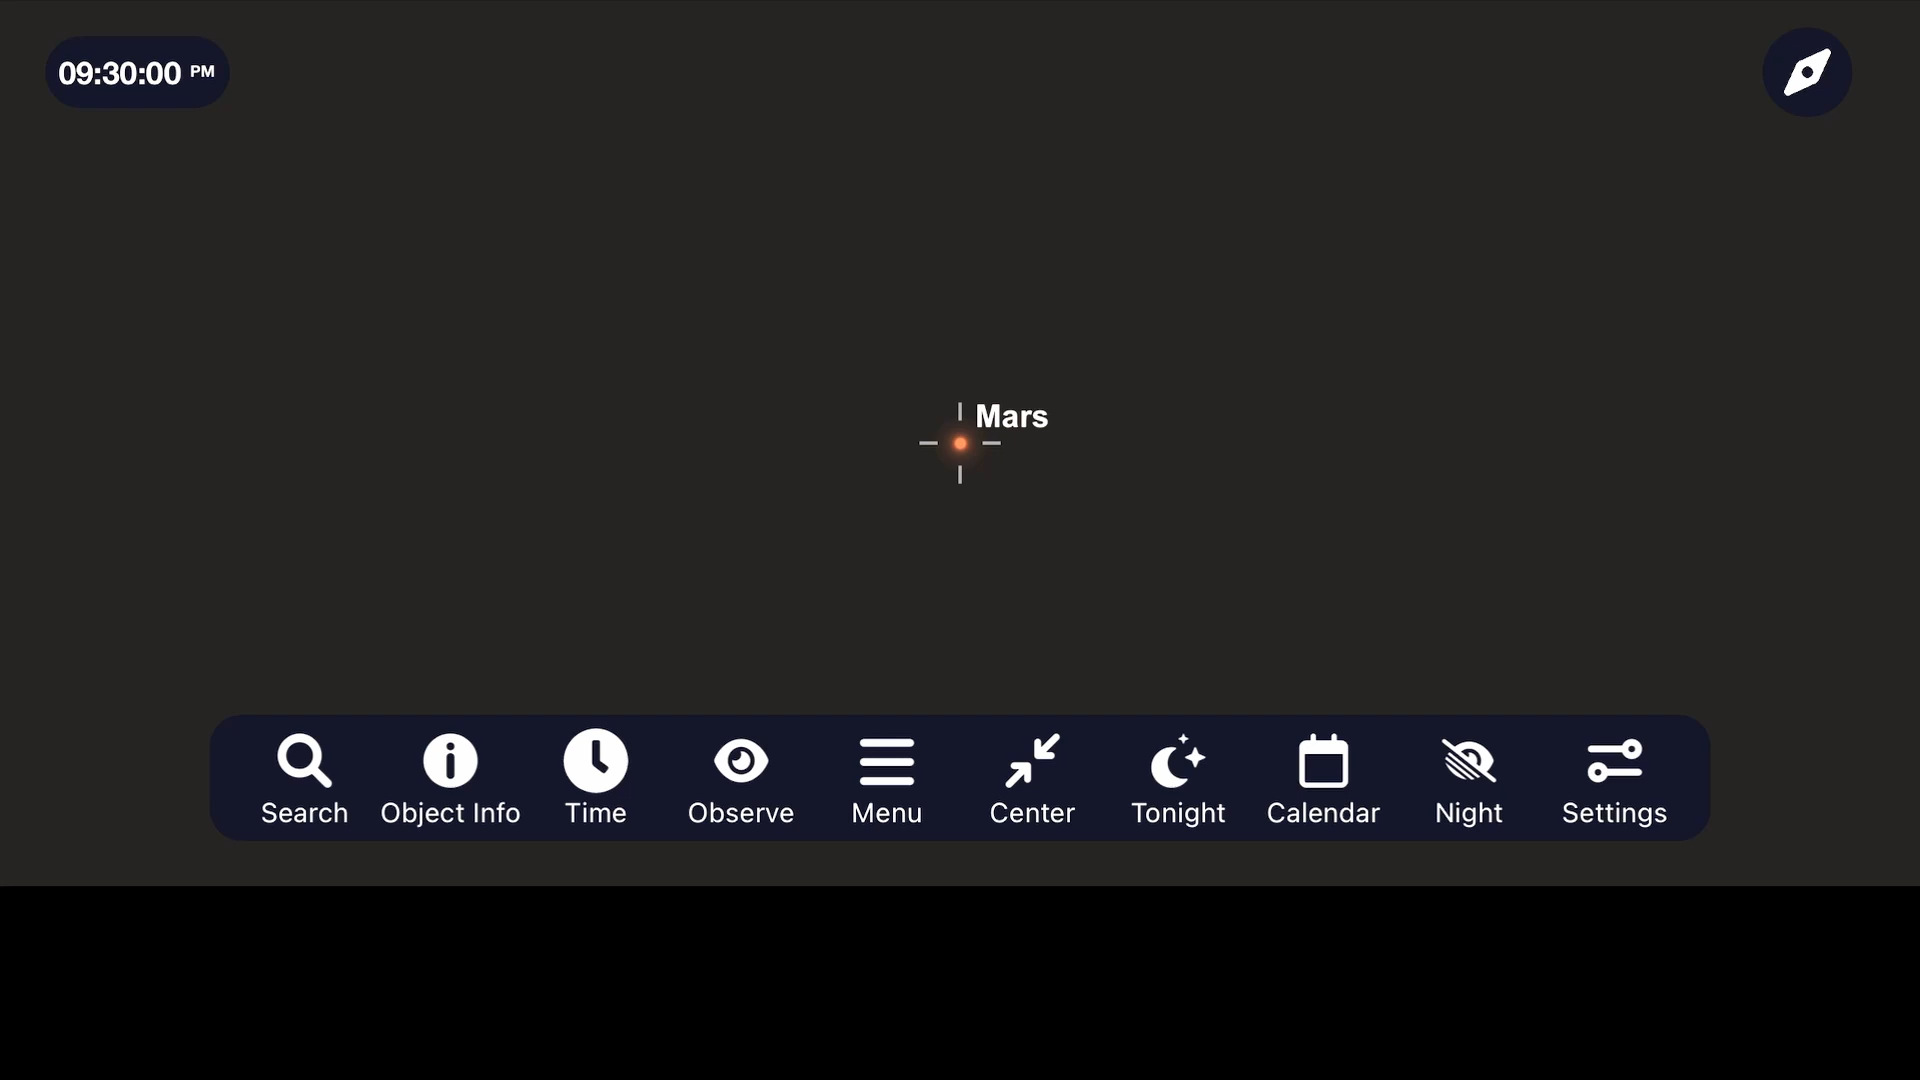 09:30:00 PM
Mars
Search Object Info Time Observe Menu Center Tonight Calendar Night Settings